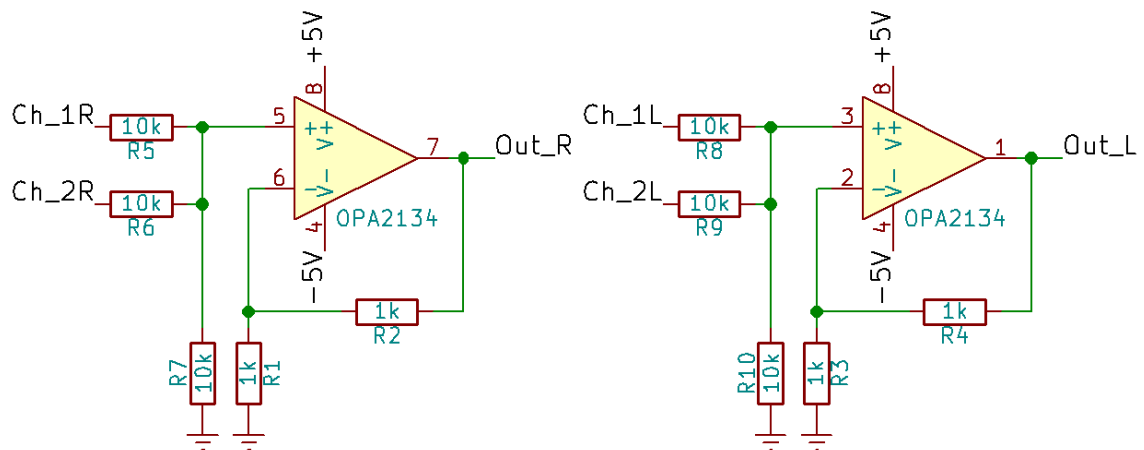 +5V
8
Ch_1R
10k
R5
5
+
V+
7
Out_R
6
-
V-
Ch_2R
10k
R6
4
OPA2134
-5V
1k
R2
R7
10k
1k
R1
+5V
8
Ch_1L
10k
R8
3
+
V+
1
Out_L
2
-
V-
Ch_2L
10k
R9
4
OPA2134
-5V
1k
R4
R10
10k
1k
R3